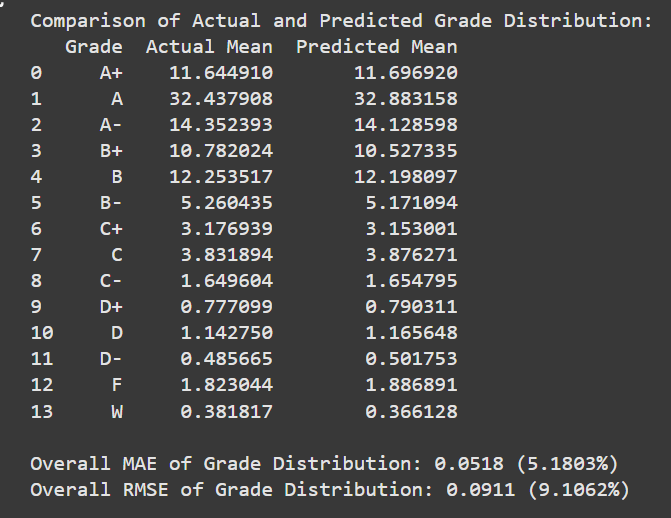 Comparison of Actual and Predicted Grade Distribution:
Grade Actual Mean Predicted Mean
0 A+ 11.644910 11.696920
1 A 32.437908 32.883158
2 A- 14.352393 14.128598
3 B+ 10.782024 10.527335
4 B 12.253517 12.198097
5 B- 5.260435 5.171094
6 C+ 3.176939 3.153001
7 C 3.831894 3.876271
8 C- 1.649604 1.654795
9 D+ 0.777099 0.790311
10 D 1.142750 1.165648
11 D- 0.485665 0.501753
12 F 1.823044 1.886891
13 W 0.381817 0.366128
Overall MAE of Grade Distribution: 0.0518 (5.1803%)
Overall RMSE of Grade Distribution: 0.0911 (9.1062%)